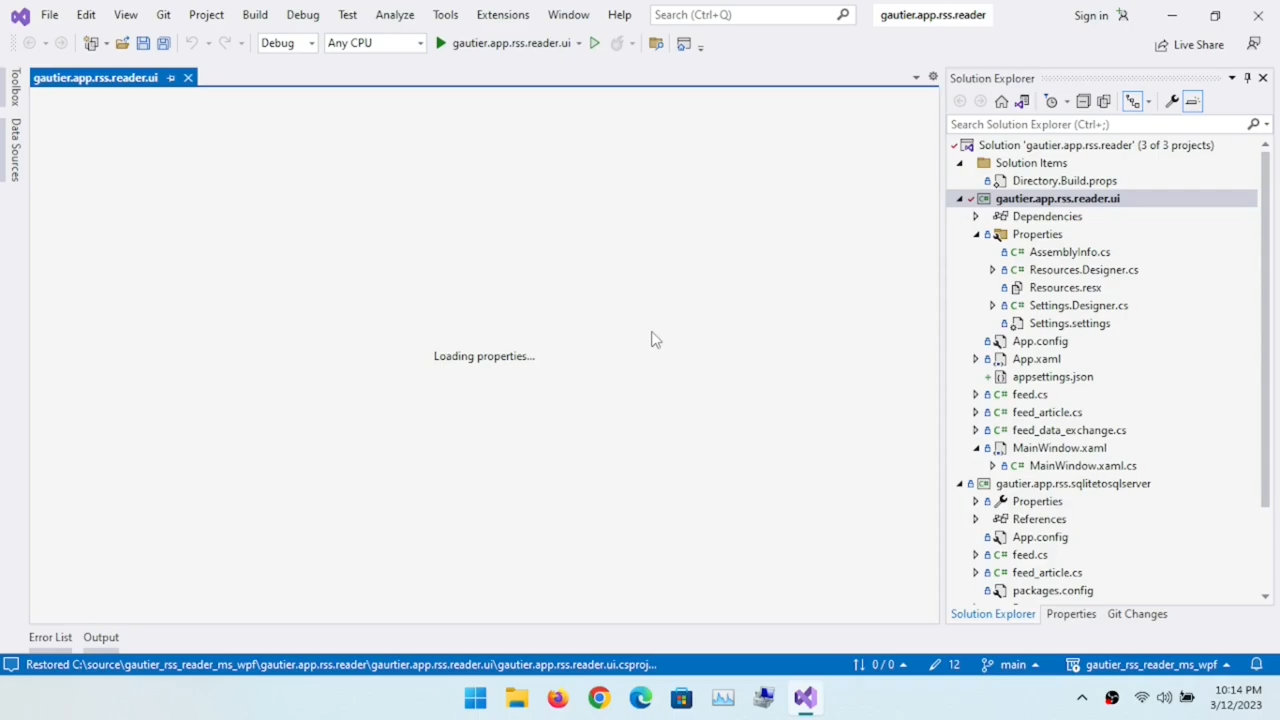 File Edit View Git Project Build Debug Test Analyze Tools Extensions Window Help Search (Ctrl+Q) gautier.app.rss.reader Sign in
Debug Any CPU gautier.app.rss.reader.ui Live Share
Toolbox
Data Sources
gautier.app.rss.reader.ui
Loading properties...
Solution Explorer
Search Solution Explorer (Ctrl+;)
Solution 'gautier.app.rss.reader' (3 of 3 projects)
Solution Items
Directory.Build.props
gautier.app.rss.reader.ui
Dependencies
Properties
C# AssemblyInfo.cs
C# Resources.Designer.cs
Resources.resx
C# Settings.Designer.cs
Settings.settings
App.config
App.xaml
appsettings.json
C# feed.cs
C# feed_article.cs
C# feed_data_exchange.cs
MainWindow.xaml
C# MainWindow.xaml.cs
gautier.app.rss.sqlitetosqlserver
Properties
References
App.config
C# feed.cs
C# feed_article.cs
packages.config
Solution Explorer Properties Git Changes
Error List Output
Restored C:\source\gautier_rss_reader_ms_wpf\gautier.app.rss.reader\gautier.app.rss.reader.ui\gautier.app.rss.reader.ui.csproj... 0 / 0 12 main gautier_rss_reader_ms_wpf
10:14 PM
3/12/2023